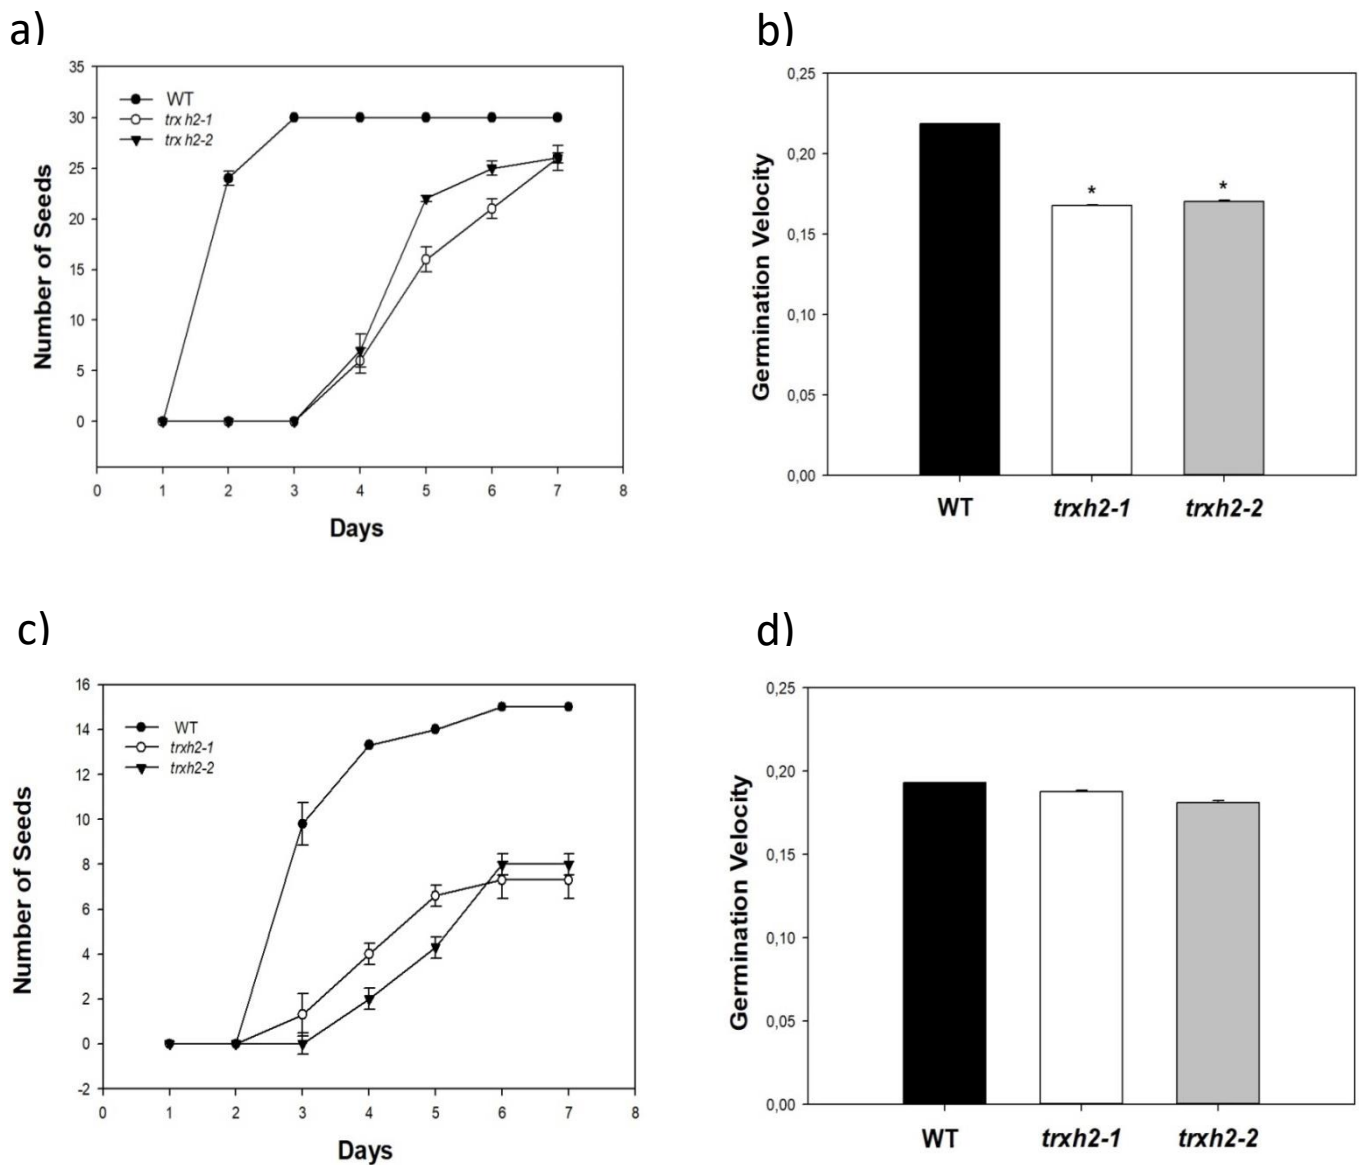 a)
35
30
25
20
15
10
5
0
Number of Seeds
WT
trx h2-1
trx h2-2
0 1 2 3 4 5 6 7 8
Days
b)
0,25
0,20
0,15
0,10
0,05
0,00
Germination Velocity
*
*
WT trxh2-1 trxh2-2
c)
16
14
12
10
8
6
4
2
0
-2
Number of Seeds
WT
trxh2-1
trxh2-2
0 1 2 3 4 5 6 7 8
Days
d)
0,25
0,20
0,15
0,10
0,05
0,00
Germination Velocity
WT trxh2-1 trxh2-2